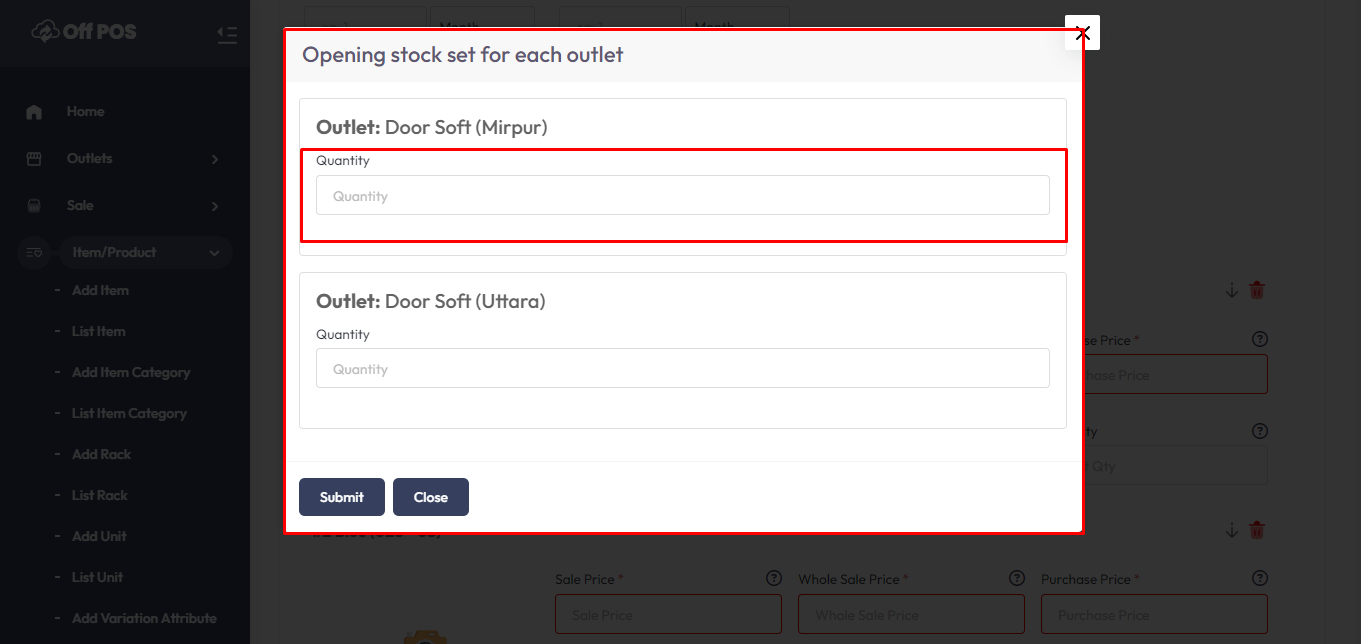 Off POS
Month
Month
Opening stock set for each outlet
Home
Outlet: Door Soft (Mirpur)
Outlets
Quantity
Quantity
Sale
Item/Product
Add Item
Outlet: Door Soft (Uttara)
List Item
Quantity
se Price *
Add Item Category
Quantity
hase Price
List Item Category
ty
Add Rack
Qty
List Rack
Submit
Close
Add Unit
List Unit
Sale Price *
Whole Sale Price *
Purchase Price *
Add Variation Attribute
Sale Price
Whole Sale Price
Purchase Price